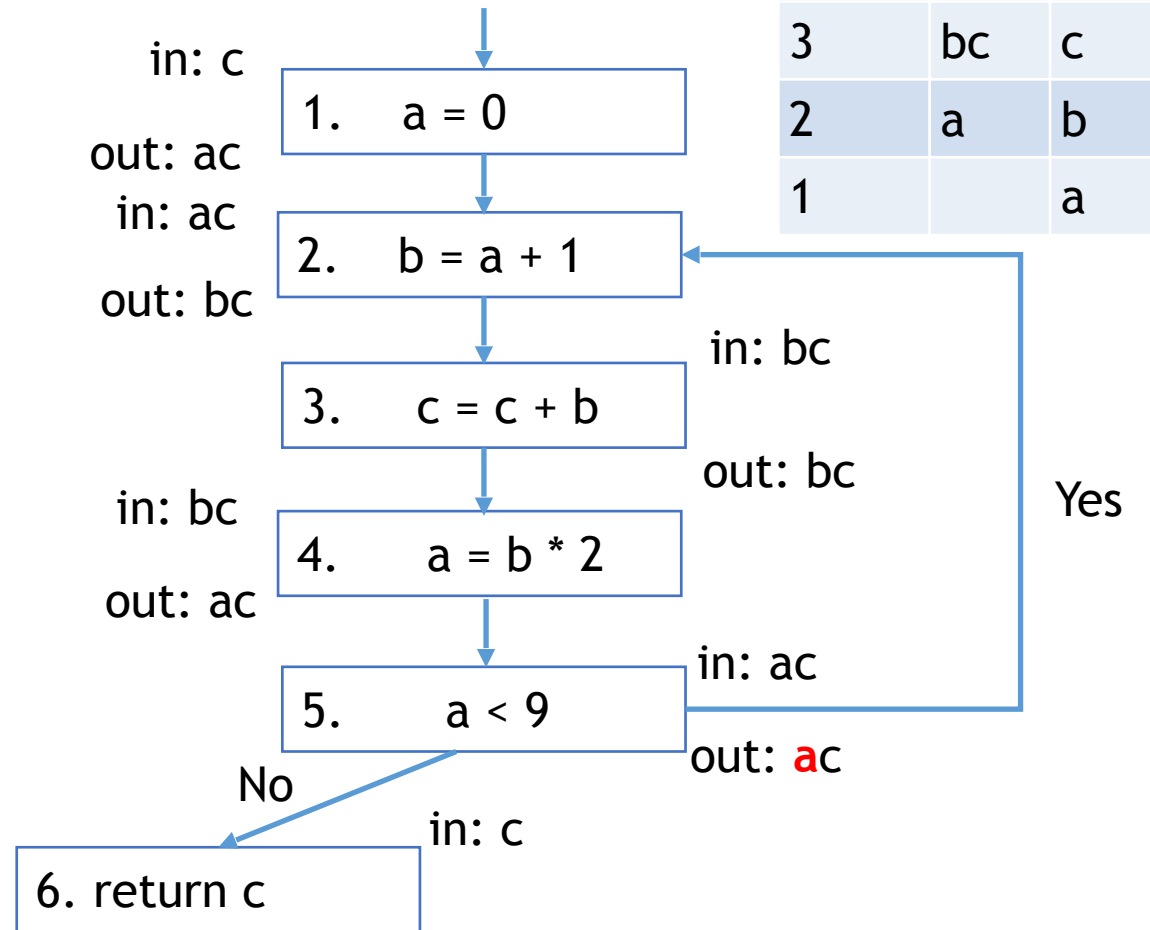 in: c
1. a = 0
out: ac
in: ac
2. b = a + 1
out: bc
in: bc
3. c = c + b
out: bc
in: bc
4. a = b * 2
out: ac
in: ac
5. a < 9
out: ac
Yes
No
in: c
6. return c
3 bc c
2 a b
1 a